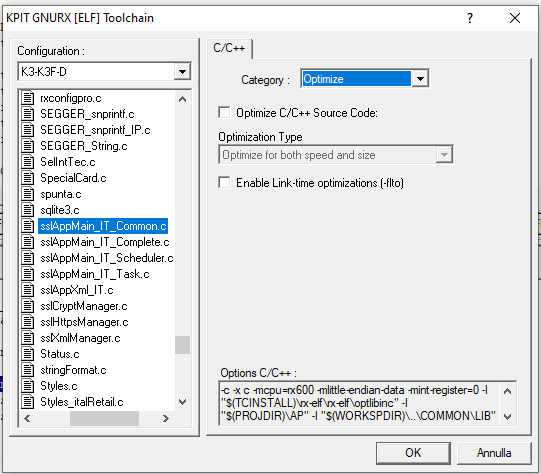 KPIT GNURX [ELF] Toolchain
Configuration :
K3-K3F-D
rxconfigpro.c
SEGGER_snprintf.c
SEGGER_snprintf_IP.c
SEGGER_String.c
SelIntTec.c
SpecialCard.c
spunta.c
sqlite3.c
sslAppMain_IT_Common.c
sslAppMain_IT_Complete.c
sslAppMain_IT_Scheduler.c
sslAppMain_IT_Task.c
sslAppXml_IT.c
sslCryptManager.c
sslHttpsManager.c
sslXmlManager.c
Status.c
stringFormat.c
Styles.c
Styles_italRetail.c
C/C++
Category :
Optimize
Optimize C/C++ Source Code:
Optimization Type
Optimize for both speed and size
Enable Link-time optimizations (-flto)
Options C/C++ :
-c -x c -mcpu=rx600 -mlittle-endian-data -mint-register=0 -I
"$(TCINSTALL)\rx-elf\rx-elf\optlibinc" -I
"$(PROJDIR)\AP" -I "$(WORKSPDIR)\..\COMMON\LIB"
OK
Annulla